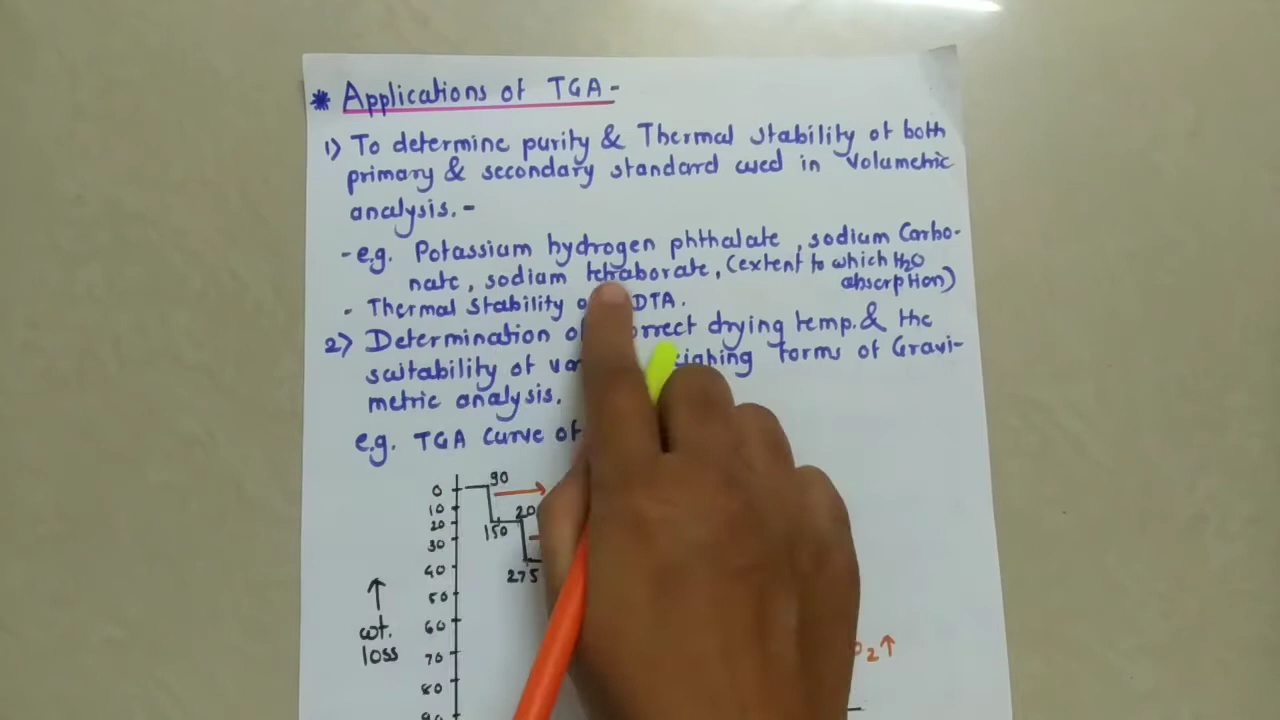 * Applications of TGA -
1) To determine purity & Thermal stability of both
primary & secondary standard used in Volumetric
analysis. -
- e.g. Potassium hydrogen phthalate, sodium Carbo-
nate, sodium tetraborate, (extent to which H2O
absorption)
- Thermal stability DTA.
2) Determination correct drying temp. & the
suitability of weighing forms of Gravi-
metric analysis.
e.g. TGA Curve of
0 90
10
20 150 20
30
40 275
50
60
70
80
↑
wt.
loss
2↑